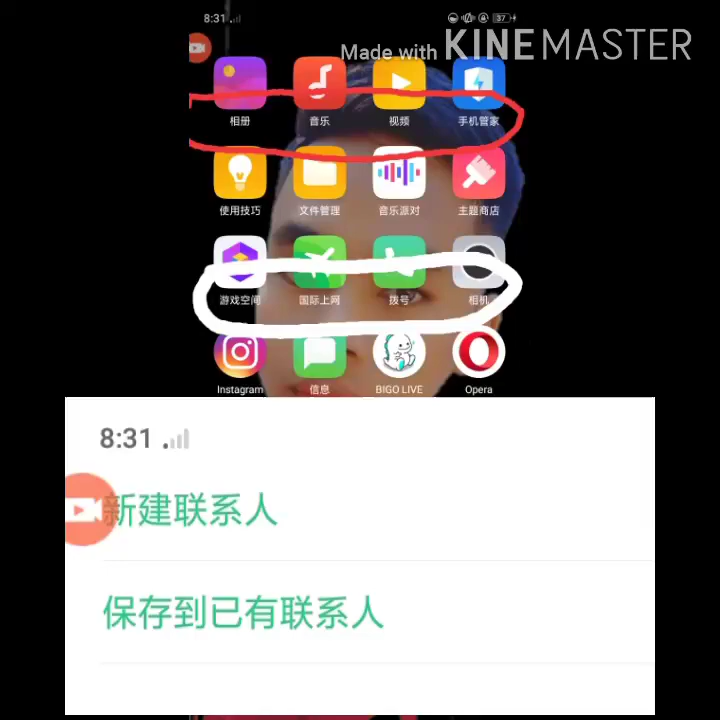 8:31
37
Made with KINEMASTER
相册 音乐 视频 手机管家
使用技巧 文件管理 音乐派对 主题商店
游戏空间 国际上网 拨号 相机
Instagram 信息 BIGO LIVE Opera
8:31
新建联系人
保存到已有联系人